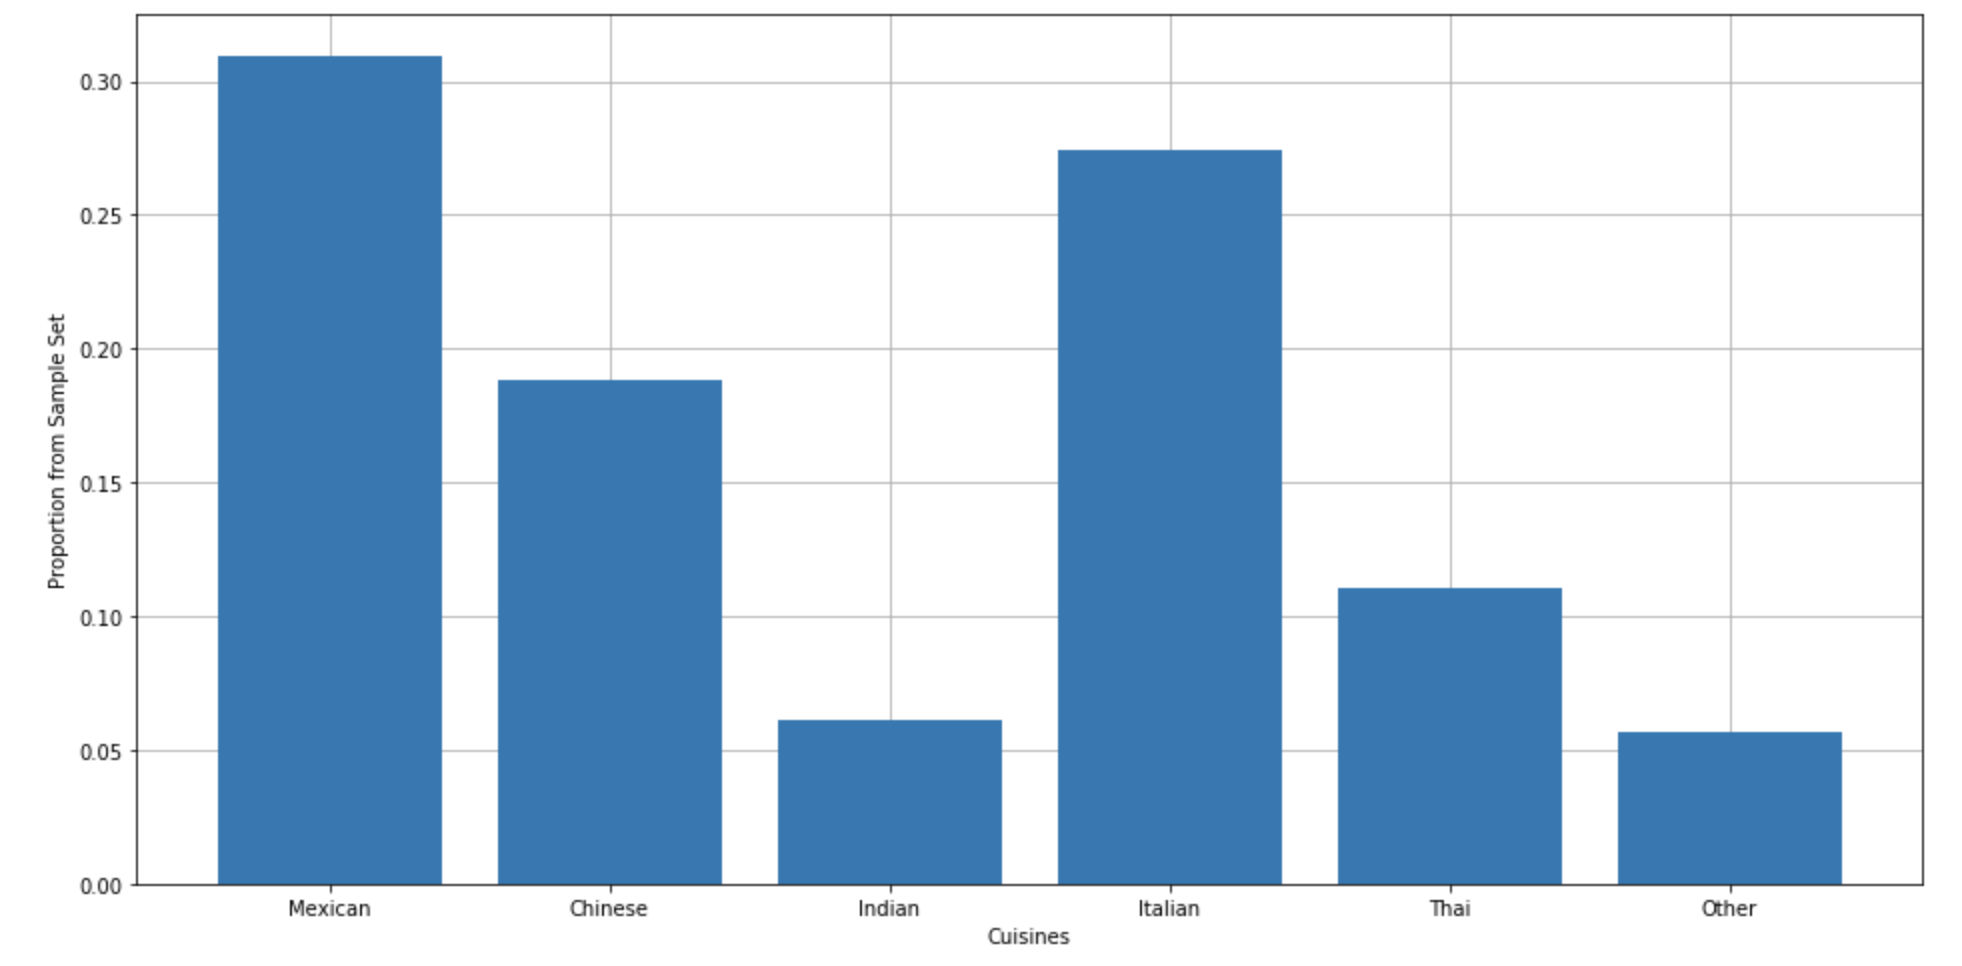 Proportion from Sample Set
0.30
0.25
0.20
0.15
0.10
0.05
0.00
Mexican Chinese Indian Italian Thai Other
Cuisines